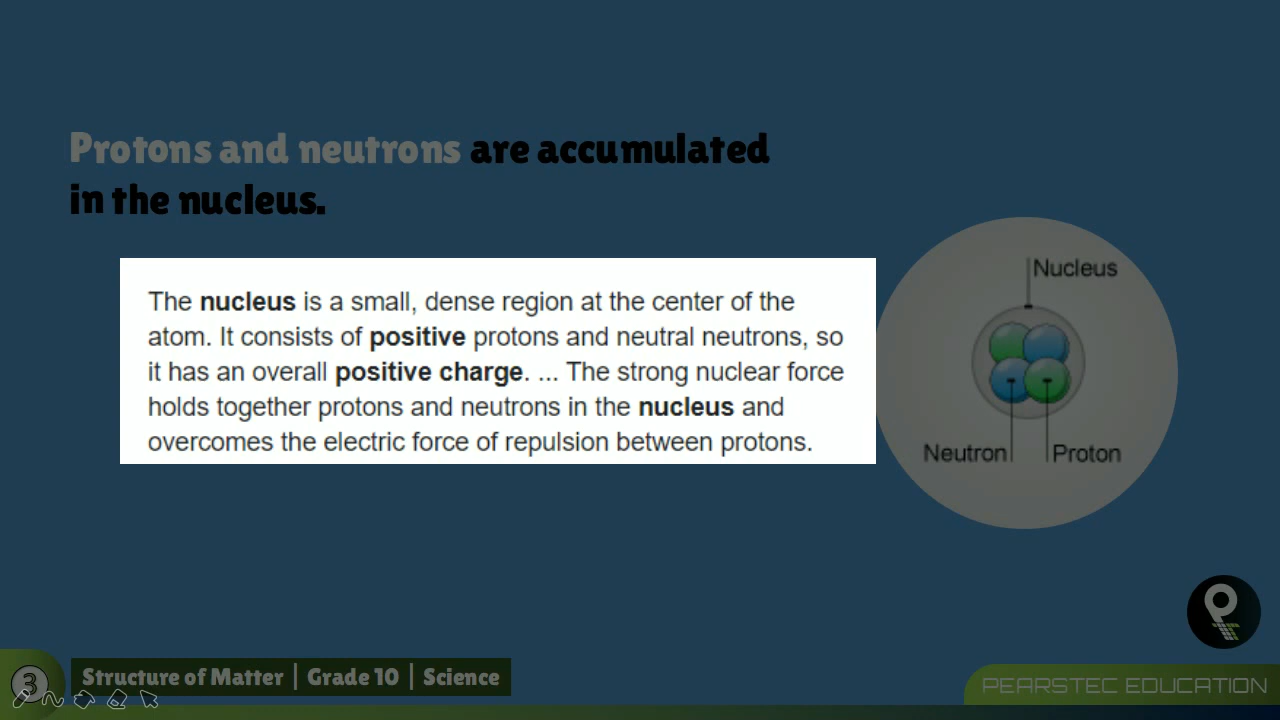 Protons and neutrons are accumulated
in the nucleus.
The nucleus is a small, dense region at the center of the
atom. It consists of positive protons and neutral neutrons, so
it has an overall positive charge. ... The strong nuclear force
holds together protons and neutrons in the nucleus and
overcomes the electric force of repulsion between protons.
Nucleus
Neutron
Proton
3
Structure of Matter | Grade 10 | Science
PEARSTEC EDUCATION